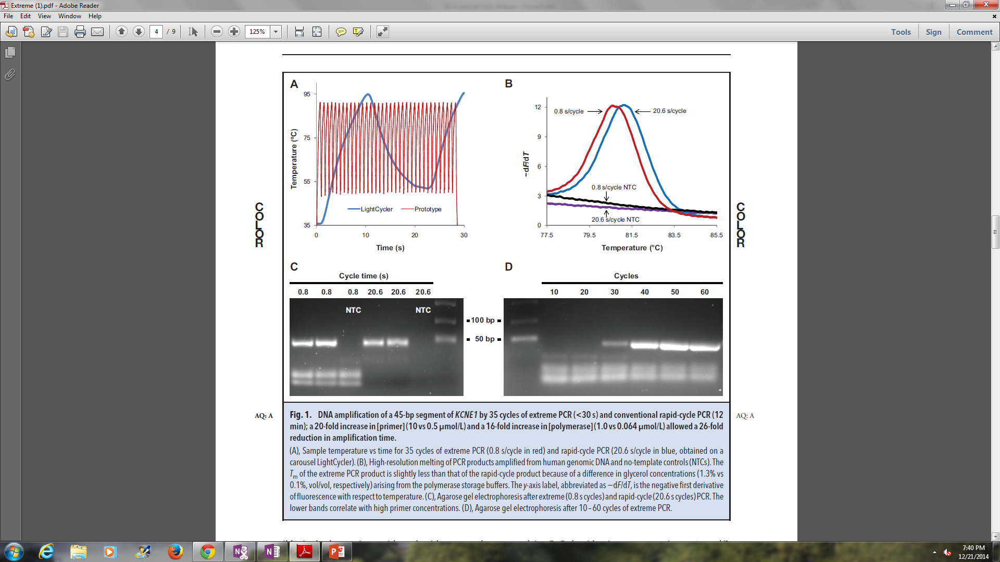 Extreme (1).pdf - Adobe Reader
File Edit View Window Help
4 / 9 125%
Tools Sign Comment
A
95
75
55
35
Temperature (°C)
LightCycler Prototype
0 10 20 30
Time (s)
B
12
9
6
3
0
−dF/dT
0.8 s/cycle
20.6 s/cycle
0.8 s/cycle NTC
20.6 s/cycle NTC
77.5 79.5 81.5 83.5 85.5
Temperature (°C)
COLOR
COLOR
C
Cycle time (s)
0.8 0.8 0.8 20.6 20.6 20.6
NTC NTC
100 bp
50 bp
D
Cycles
10 20 30 40 50 60
AQ: A
Fig. 1. DNA amplification of a 45-bp segment of KCNE1 by 35 cycles of extreme PCR (<30 s) and conventional rapid-cycle PCR (12
min); a 20-fold increase in [primer] (10 vs 0.5 μmol/L) and a 16-fold increase in [polymerase] (1.0 vs 0.064 μmol/L) allowed a 26-fold
reduction in amplification time.
(A), Sample temperature vs time for 35 cycles of extreme PCR (0.8 s/cycle in red) and rapid-cycle PCR (20.6 s/cycle in blue, obtained on a
carousel LightCycler). (B), High-resolution melting of PCR products amplified from human genomic DNA and no-template controls (NTCs). The
Tm of the extreme PCR product is slightly less than that of the rapid-cycle product because of a difference in glycerol concentrations (1.3% vs
0.1%, vol/vol, respectively) arising from the polymerase storage buffers. The y-axis label, abbreviated as −dF/dT, is the negative first derivative
of fluorescence with respect to temperature. (C), Agarose gel electrophoresis after extreme (0.8 s cycles) and rapid-cycle (20.6 s cycles) PCR. The
lower bands correlate with high primer concentrations. (D), Agarose gel electrophoresis after 10–60 cycles of extreme PCR.
AQ: A
7:40 PM
12/21/2014